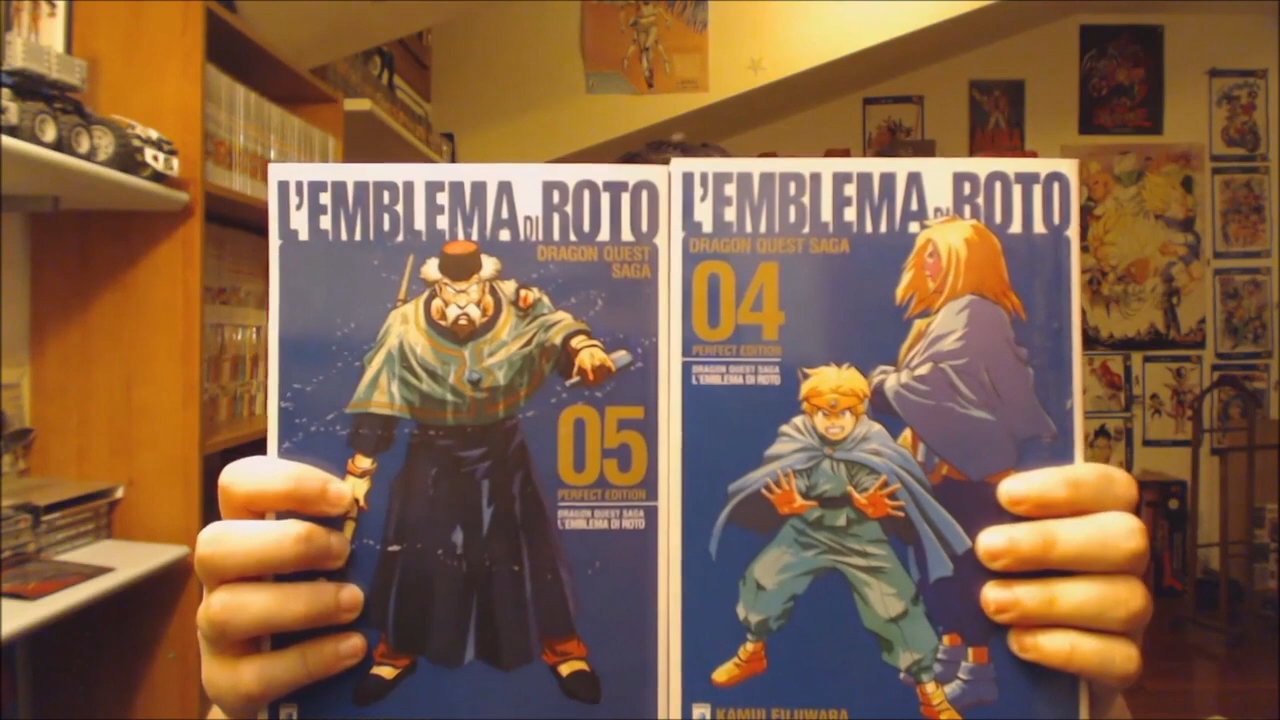 L'EMBLEMA DI ROTO
DRAGON QUEST
SAGA
05
PERFECT EDITION
DRAGON QUEST SAGA
L'EMBLEMA DI ROTO
L'EMBLEMA DI ROTO
DRAGON QUEST SAGA
04
PERFECT EDITION
DRAGON QUEST SAGA
L'EMBLEMA DI ROTO
KAMUI FUJIWARA